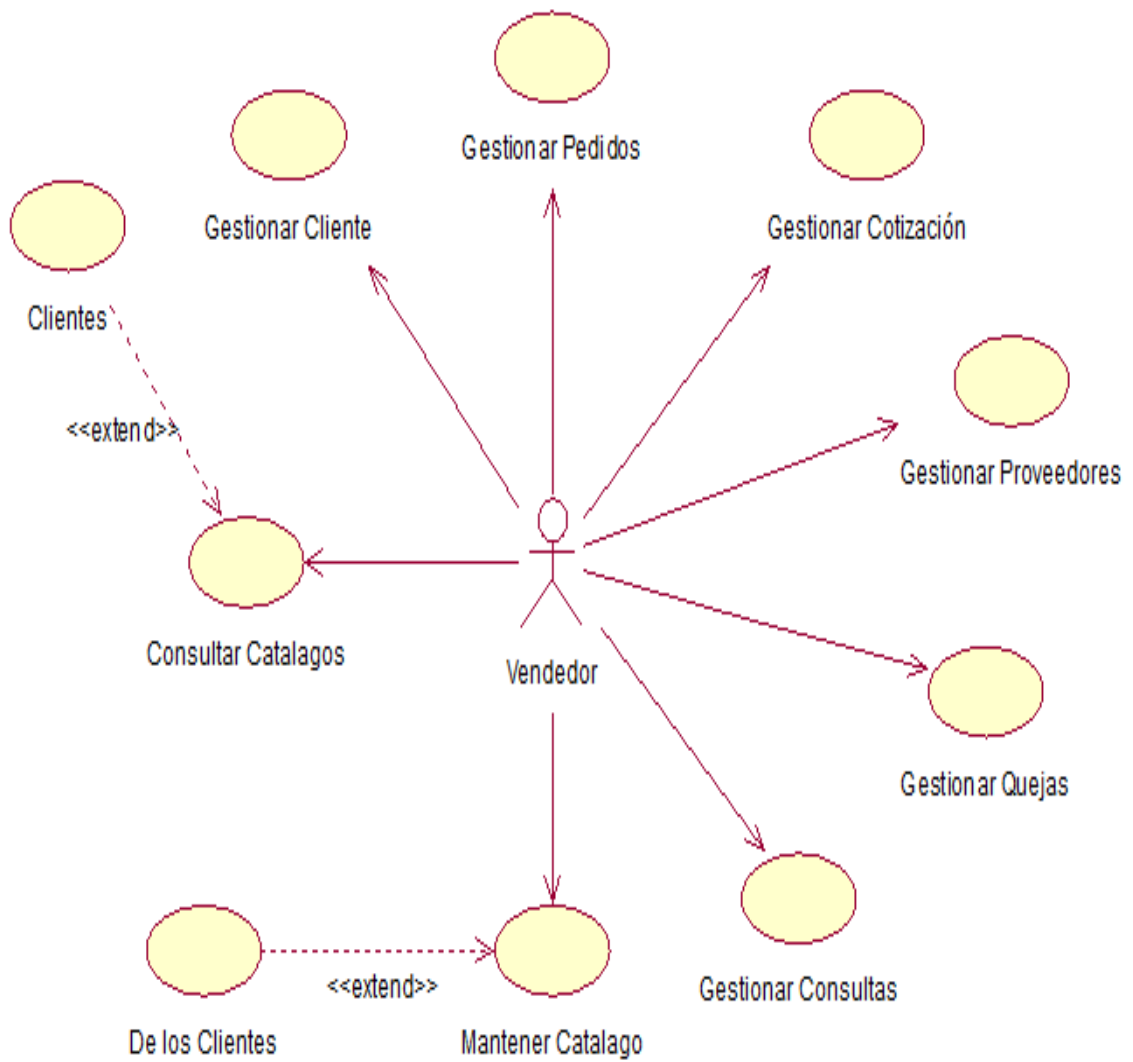 Gestionar Pedidos
Gestionar Cliente
Gestionar Cotización
Clientes
<<extend>>
Gestionar Proveedores
Consultar Catalagos
Vendedor
Gestionar Quejas
<<extend>>
Gestionar Consultas
De los Clientes
Mantener Catalago